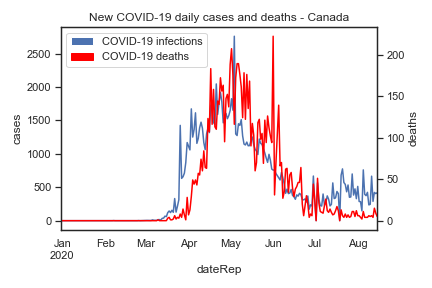 New COVID-19 daily cases and deaths - Canada
COVID-19 infections
COVID-19 deaths
cases
2500
2000
1500
1000
500
0
deaths
200
150
100
50
0
Jan Feb Mar Apr May Jun Jul Aug
2020
dateRep